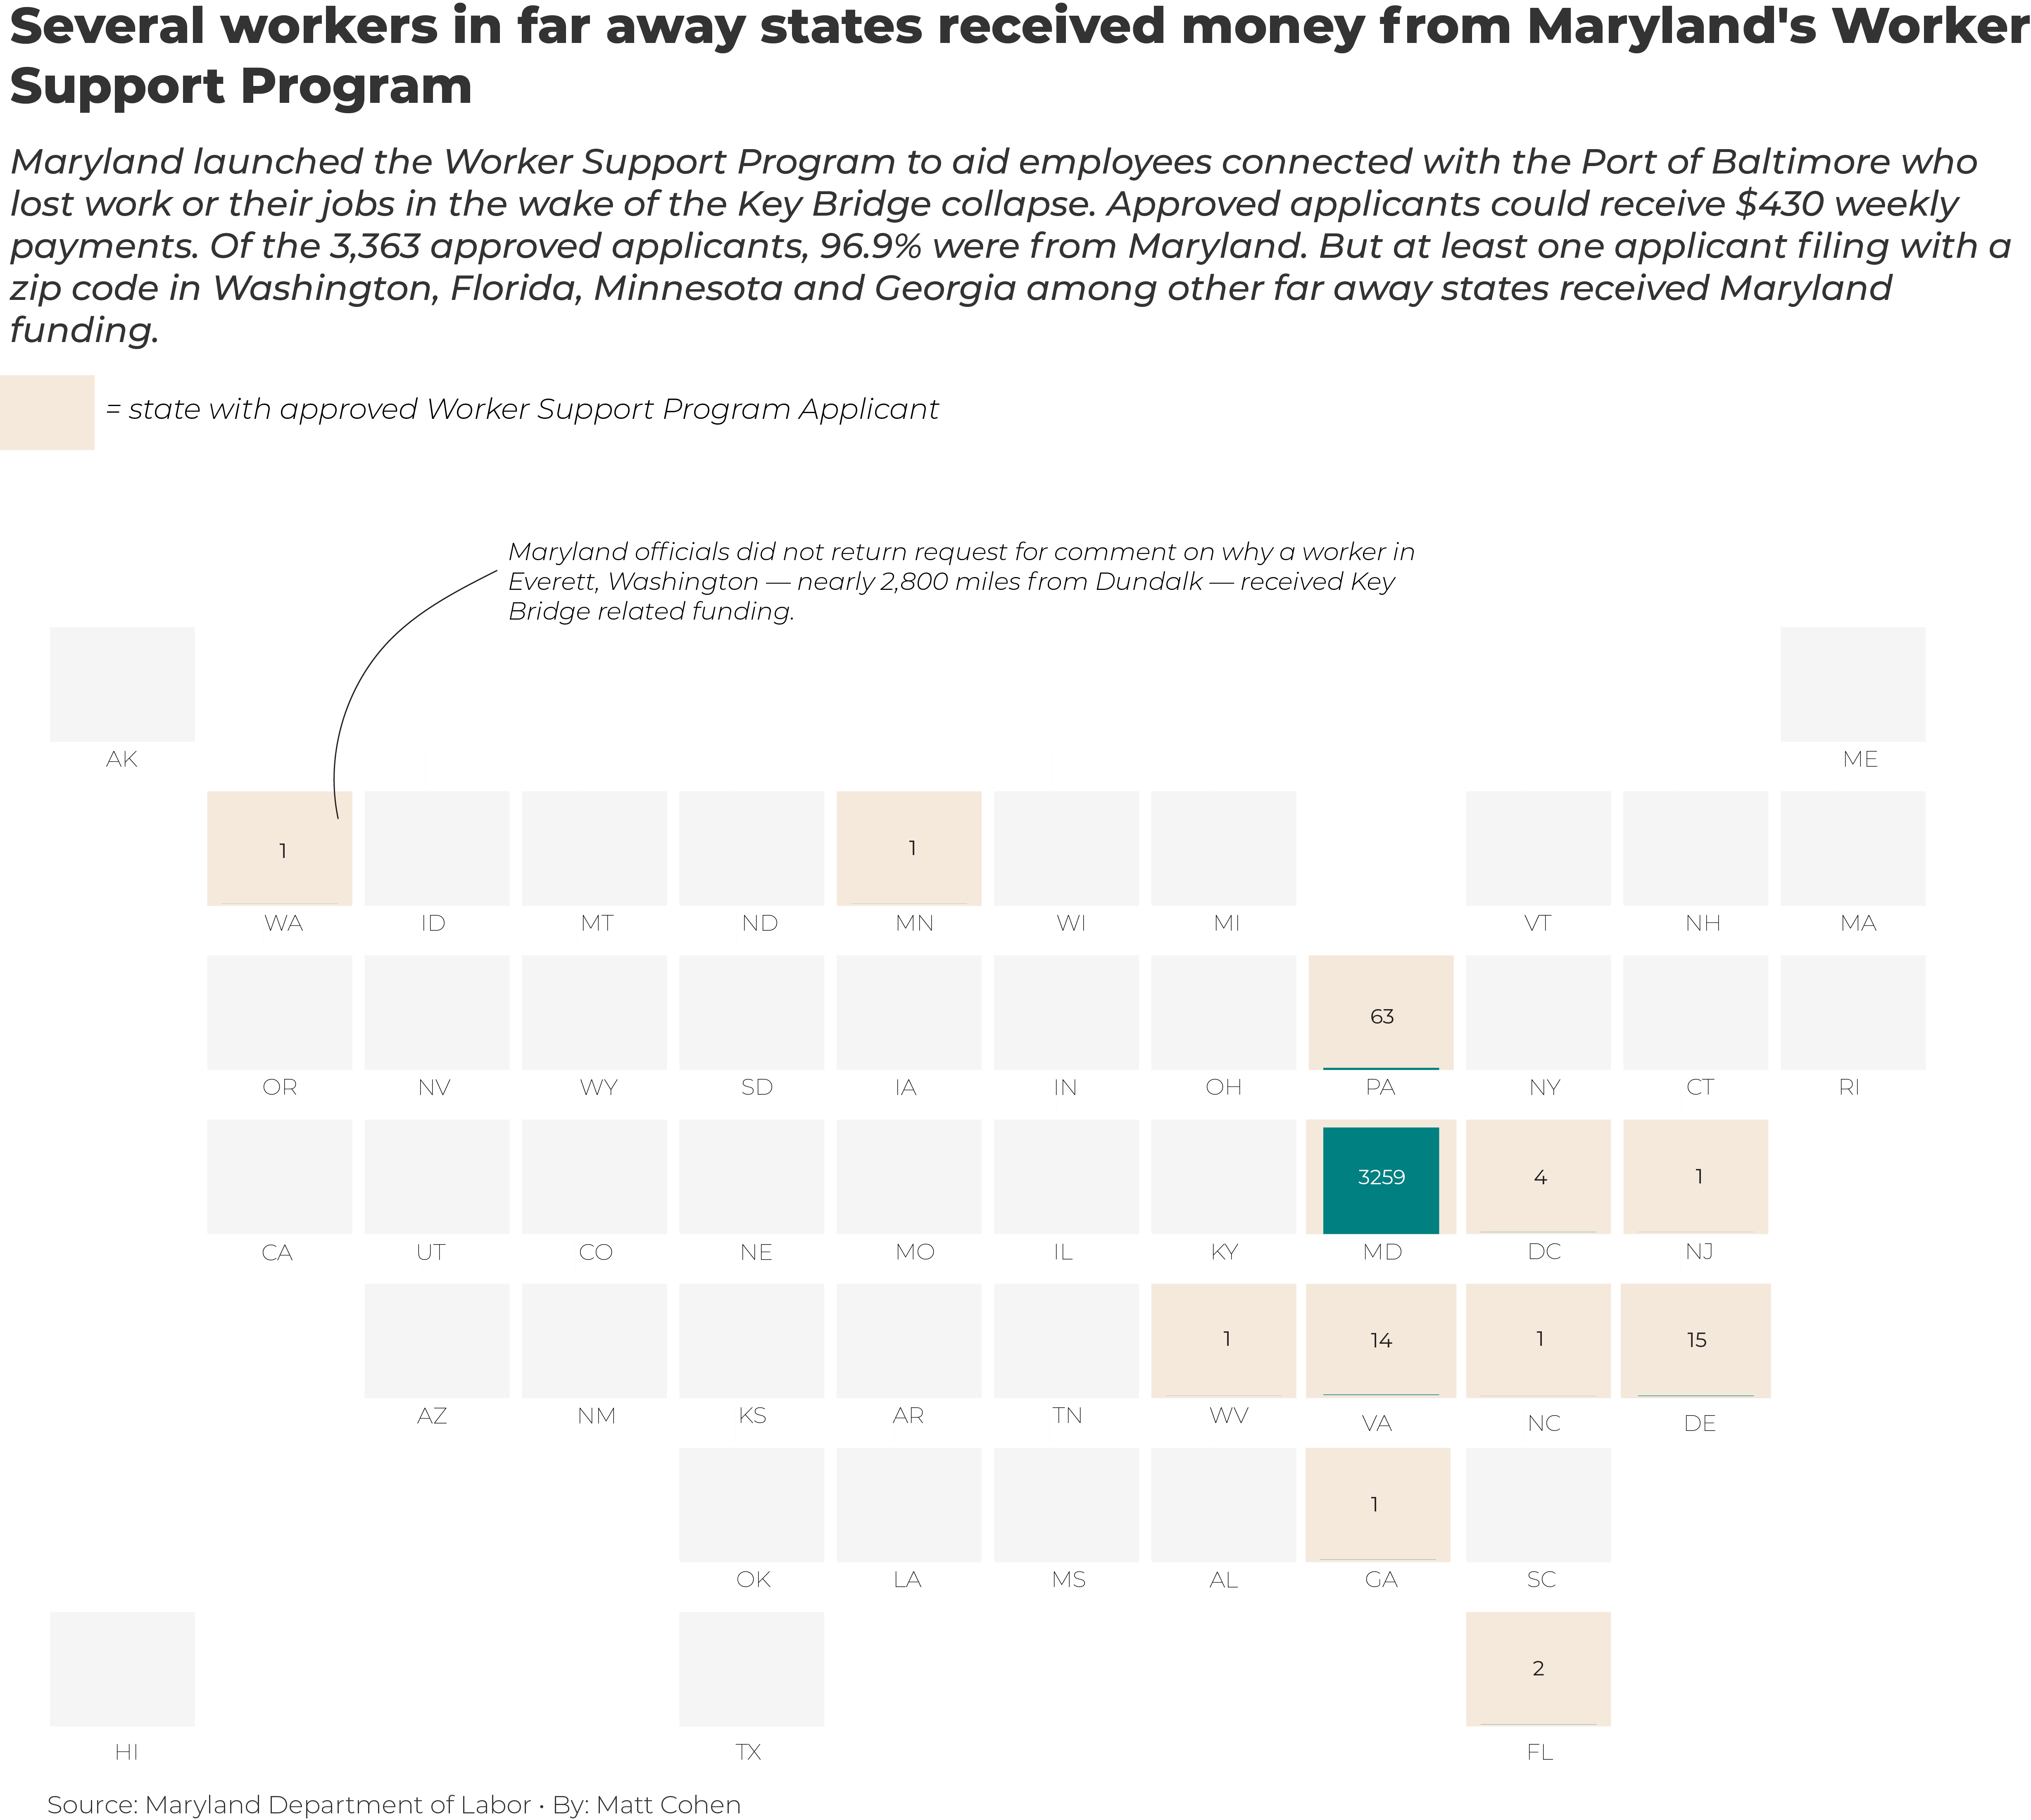 Several workers in far away states received money from Maryland's Worker
Support Program
Maryland launched the Worker Support Program to aid employees connected with the Port of Baltimore who
lost work or their jobs in the wake of the Key Bridge collapse. Approved applicants could receive $430 weekly
payments. Of the 3,363 approved applicants, 96.9% were from Maryland. But at least one applicant filing with a
zip code in Washington, Florida, Minnesota and Georgia among other far away states received Maryland
funding.
= state with approved Worker Support Program Applicant
Maryland officials did not return request for comment on why a worker in
Everett, Washington — nearly 2,800 miles from Dundalk — received Key
Bridge related funding.
AK ME
1 1
WA ID MT ND MN WI MI VT NH MA
63
OR NV WY SD IA IN OH PA NY CT RI
3259 4 1
CA UT CO NE MO IL KY MD DC NJ
1 14 1 15
AZ NM KS AR TN WV VA NC DE
1
OK LA MS AL GA SC
2
HI TX FL
Source: Maryland Department of Labor • By: Matt Cohen